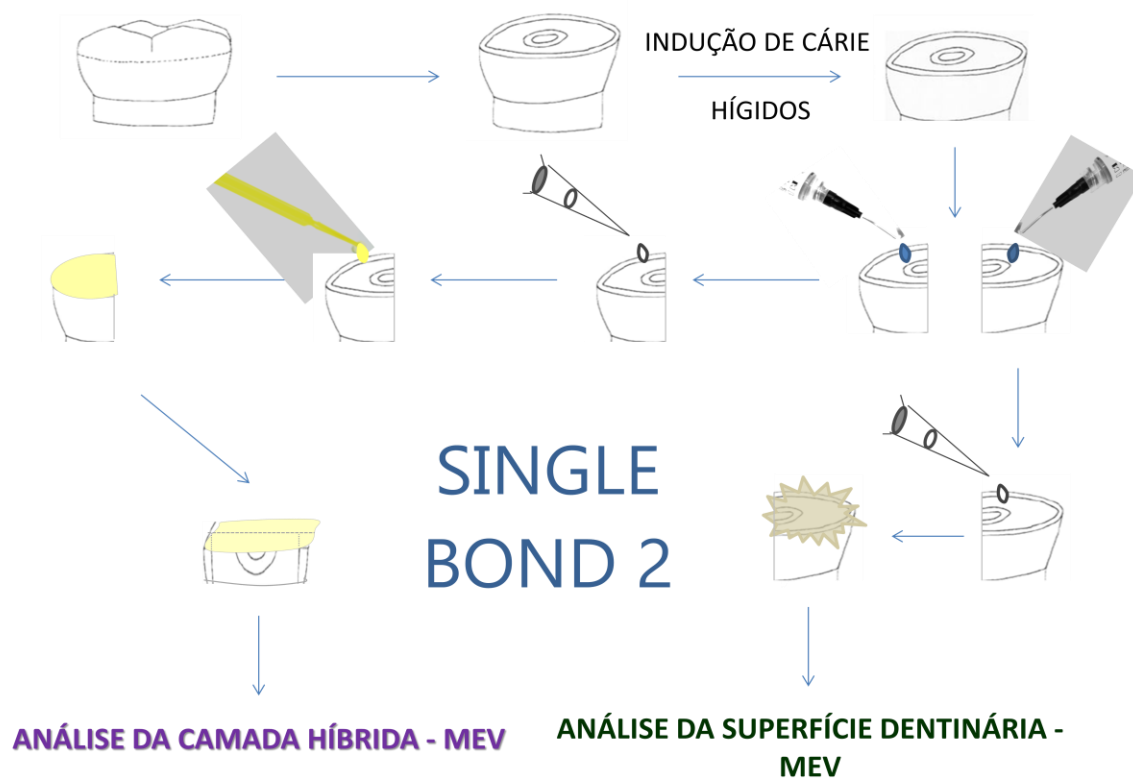 INDUÇÃO DE CÁRIE
HÍGIDOS
SINGLE
BOND 2
ANÁLISE DA CAMADA HÍBRIDA - MEV
ANÁLISE DA SUPERFÍCIE DENTINÁRIA -
MEV